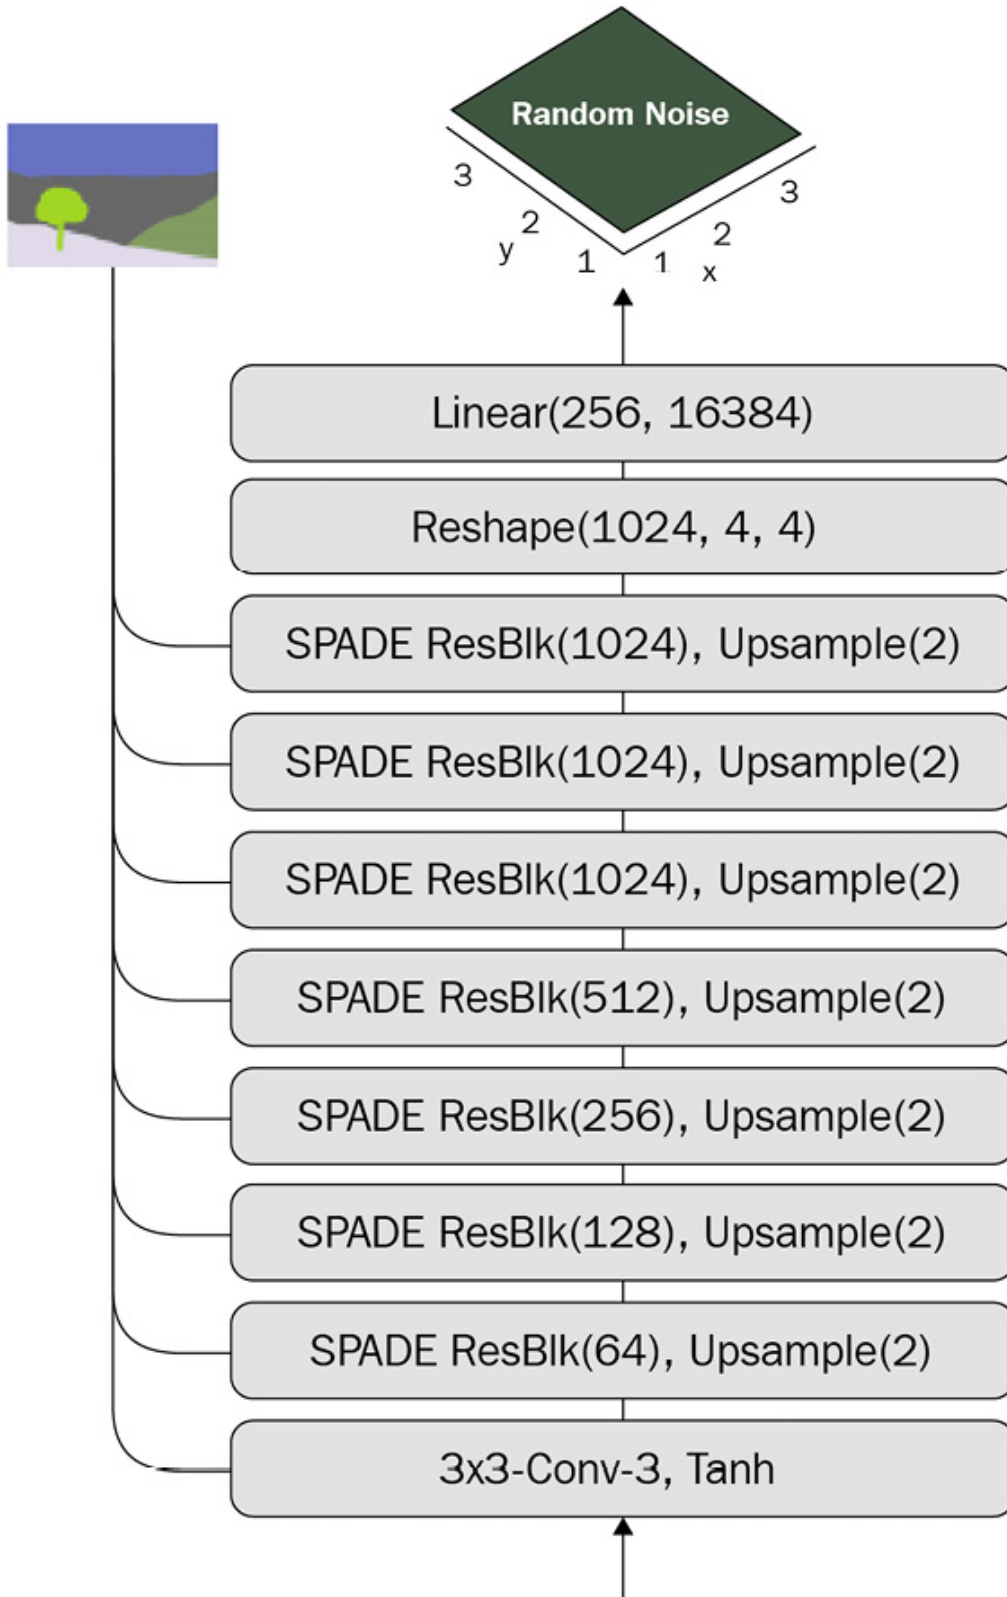 Random Noise
3
3
2
2
y
1
1
x
Linear(256, 16384)
Reshape(1024, 4, 4)
SPADE ResBlk(1024), Upsample(2)
SPADE ResBlk(1024), Upsample(2)
SPADE ResBlk(1024), Upsample(2)
SPADE ResBlk(512), Upsample(2)
SPADE ResBlk(256), Upsample(2)
SPADE ResBlk(128), Upsample(2)
SPADE ResBlk(64), Upsample(2)
3x3-Conv-3, Tanh